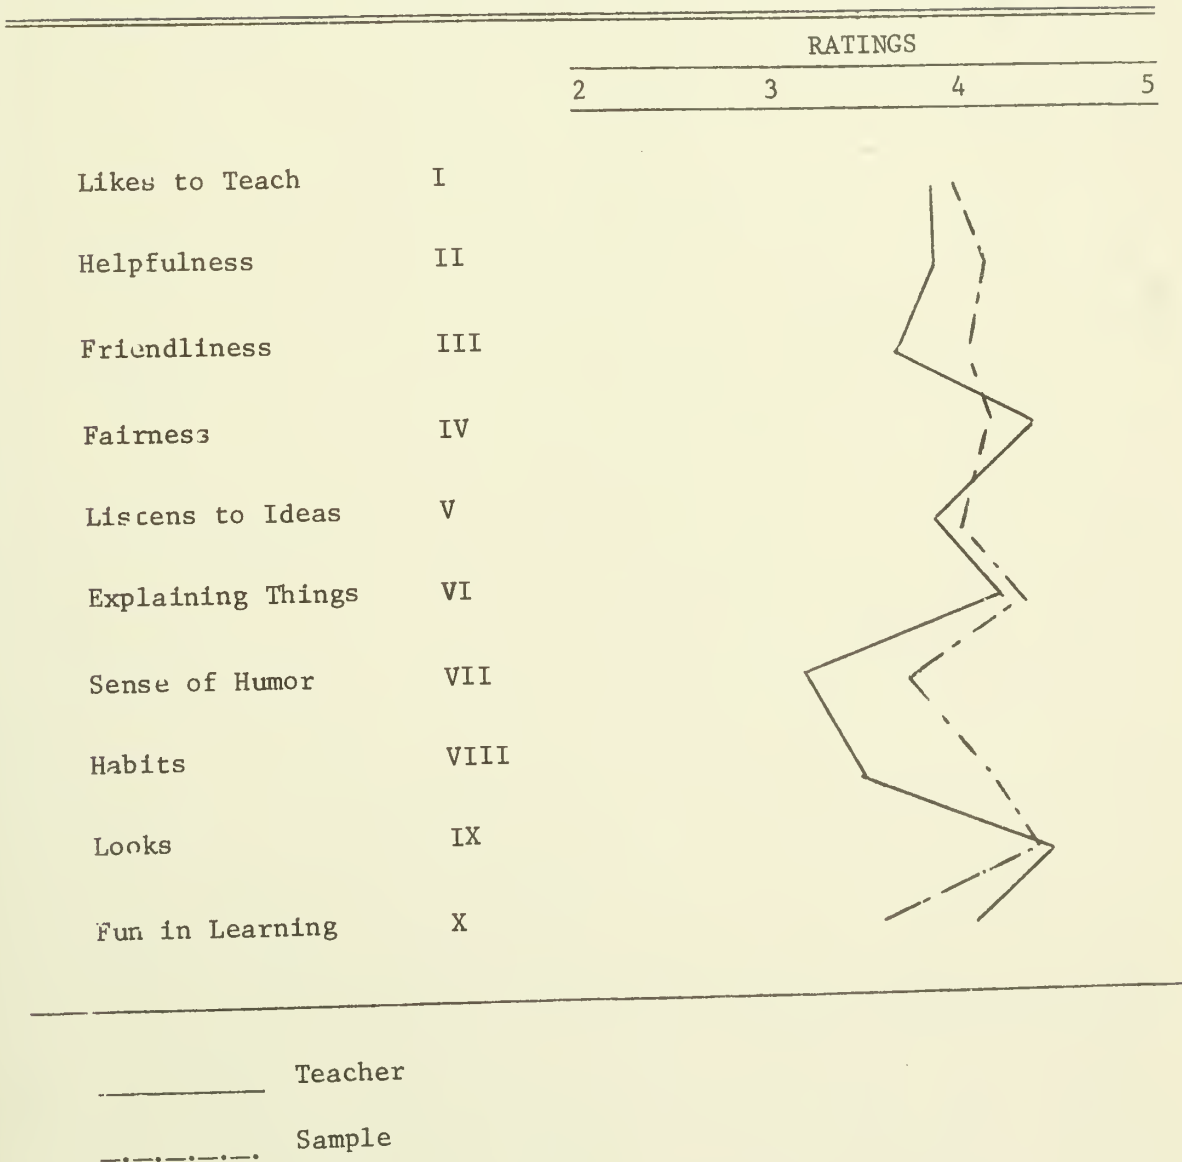 RATINGS
2 3 4 5
Likes to Teach I
Helpfulness II
Friendliness III
Fairness IV
Listens to Ideas V
Explaining Things VI
Sense of Humor VII
Habits VIII
Looks IX
Fun in Learning X
Teacher
Sample